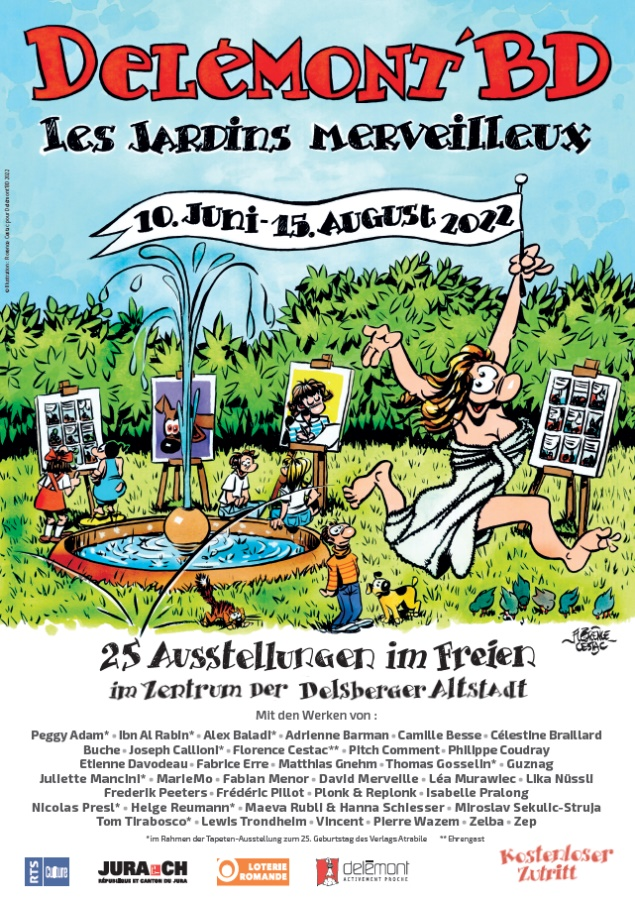 DELÉMONT'BD
LES JARDINS MERVEILLEUX
© Illustration : Florence Cestac pour Delémont'BD 2022
10. JUNI - 15. AUGUST 2022
FLORENCE
CESTAC
25 AUSSTELLUNGEN IM FREIEN
IM ZENTRUM DER DELSBERGER ALTSTADT
Mit den Werken von :
Peggy Adam* • Ibn Al Rabin* • Alex Baladi* • Adrienne Barman • Camille Besse • Célestine Braillard
Buche • Joseph Callioni* • Florence Cestac** • Pitch Comment • Philippe Coudray
Etienne Davodeau • Fabrice Erre • Matthias Gnehm • Thomas Gosselin* • Guznag
Juliette Mancini* • MarieMo • Fabian Menor • David Merveille • Léa Murawiec • Lika Nüssli
Frederik Peeters • Frédéric Pillot • Plonk & Replonk • Isabelle Pralong
Nicolas Presl* • Helge Reumann* • Maeva Rubli & Hanna Schiesser • Miroslav Sekulic-Struja
Tom Tirabosco* • Lewis Trondheim • Vincent • Pierre Wazem • Zelba • Zep
*im Rahmen der Tapeten-Ausstellung zum 25. Geburtstag des Verlags Atrabile ** Ehrengast
RTS Culture
JURA.CH
RÉPUBLIQUE ET CANTON DU JURA
LOTERIE
ROMANDE
delémont
ACTIVEMENT PROCHE
KOSTENLOSER
ZUTRITT